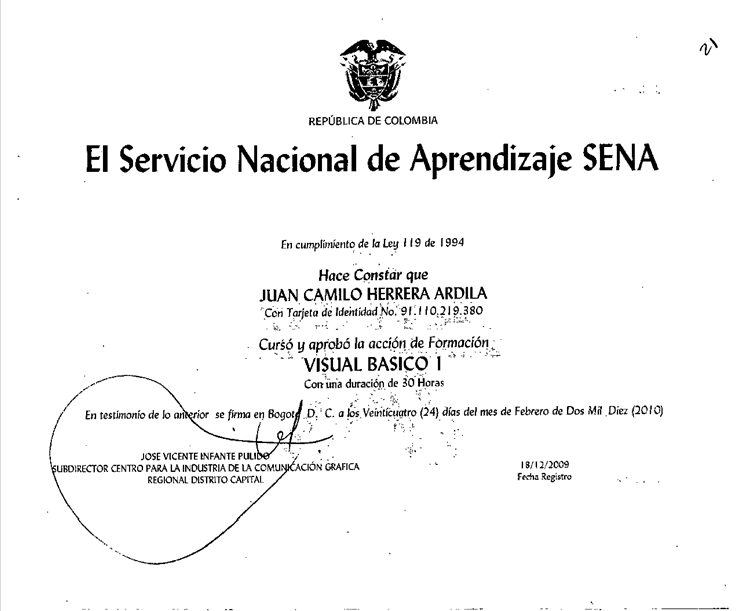 REPÚBLICA DE COLOMBIA
El Servicio Nacional de Aprendizaje SENA
En cumplimiento de la Ley 119 de 1994
Hace Constar que
JUAN CAMILO HERRERA ARDILA
Con Tarjeta de Identidad No. 91.110.219.380
Cursó y aprobó la acción de Formación
VISUAL BASICO 1
Con una duración de 30 Horas
En testimonio de lo anterior se firma en Bogotá D. C. a los Veinticuatro (24) días del mes de Febrero de Dos Mil Diez (2010)
JOSE VICENTE INFANTE PULIDO
SUBDIRECTOR CENTRO PARA LA INDUSTRIA DE LA COMUNICACIÓN GRAFICA
REGIONAL DISTRITO CAPITAL
18/12/2009
Fecha Registro